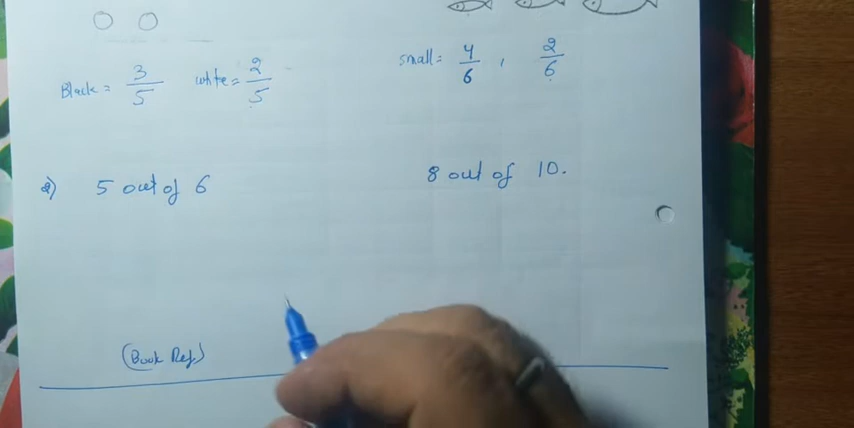 Black = 3/5 white = 2/5
small = 4/6 , 2/6
2) 5 out of 6
8 out of 10.
(Book Ref)